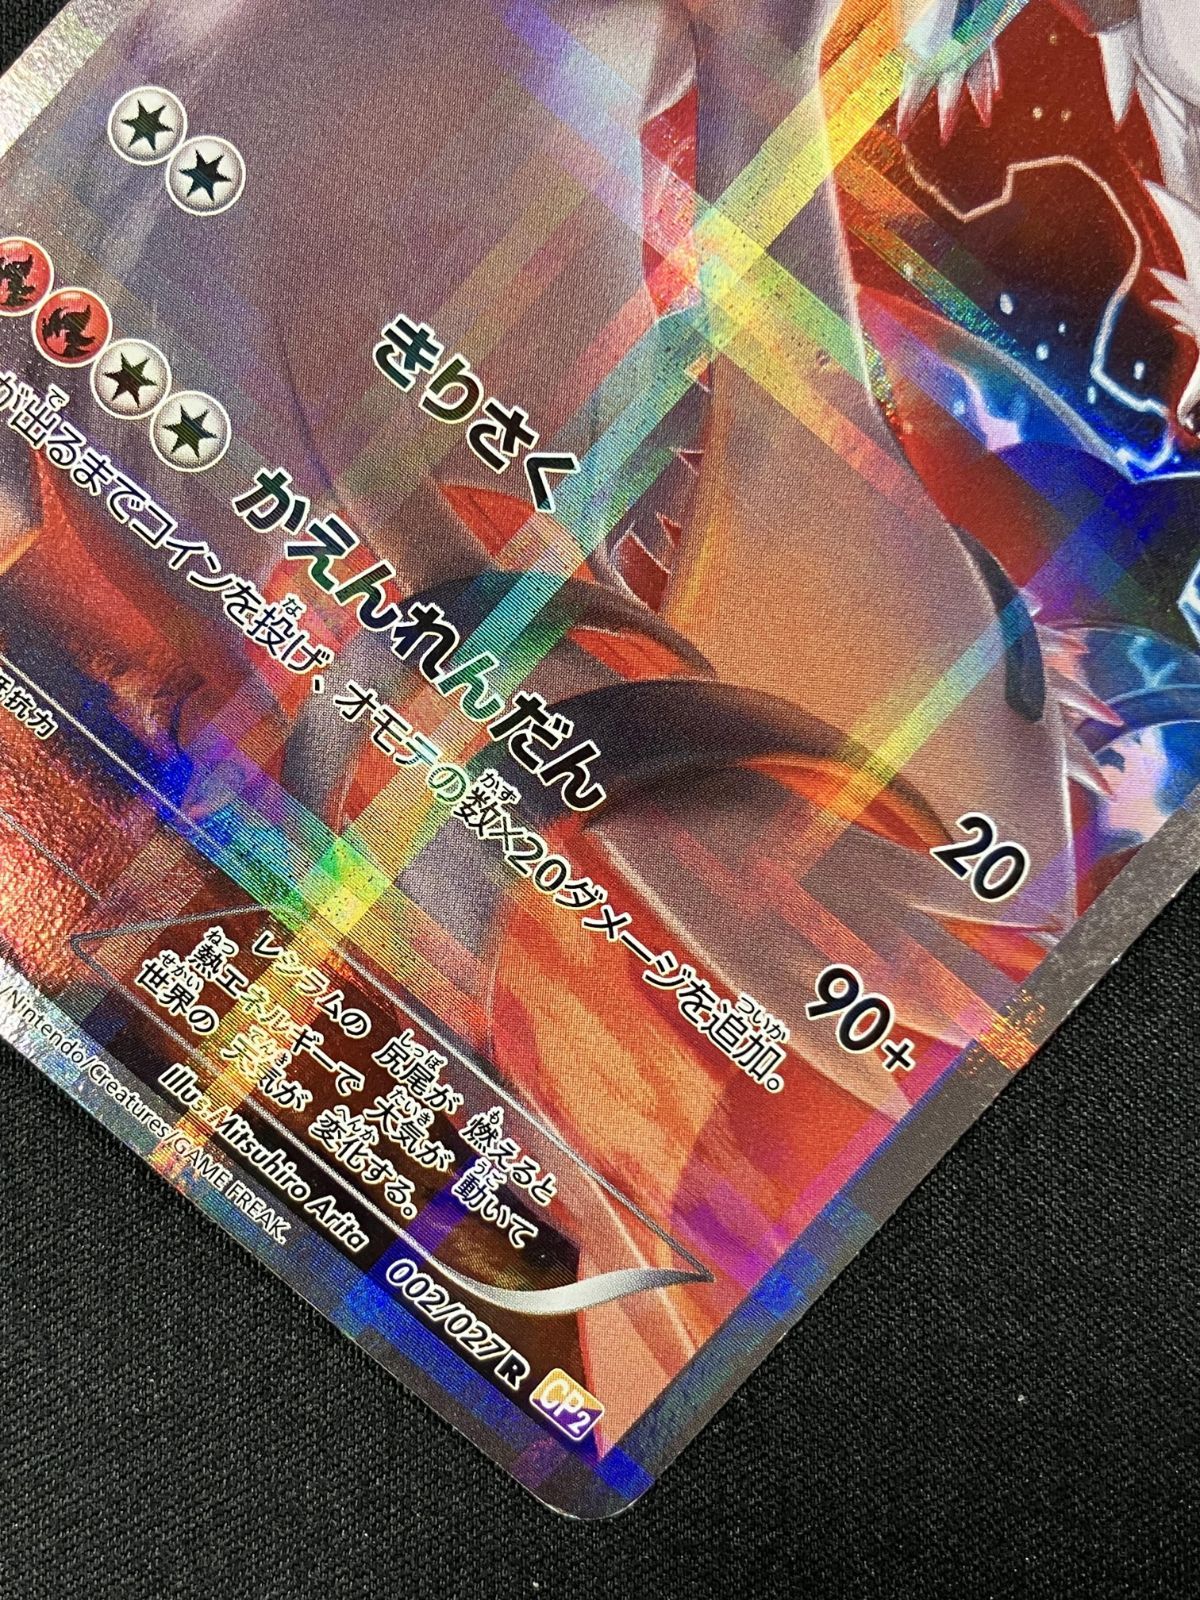 きりさく 20
かえんれんだん 90+
が出るまでコインを投げ、オモテの数×20ダメージを追加。
抗力
レシラムの 尻尾が 燃えると
熱エネルギーで 大気が 動いて
世界の 天気が 変化する。
illus. Mitsuhiro Arita
/Nintendo/Creatures/GAME FREAK.
002/027 R CP2